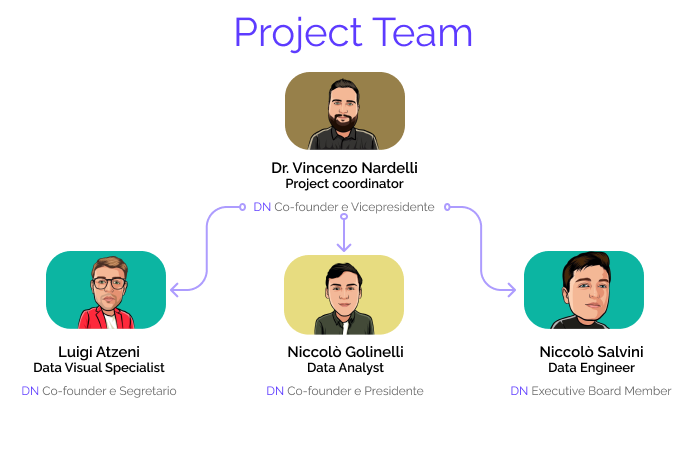 Project Team
Dr. Vincenzo Nardelli
Project coordinator
DN Co-founder e Vicepresidente
Luigi Atzeni
Data Visual Specialist
DN Co-founder e Segretario
Niccolò Golinelli
Data Analyst
DN Co-founder e Presidente
Niccolò Salvini
Data Engineer
DN Executive Board Member